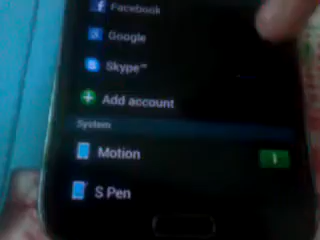 Facebook
Google
Skype™
Add account
System
Motion
S Pen